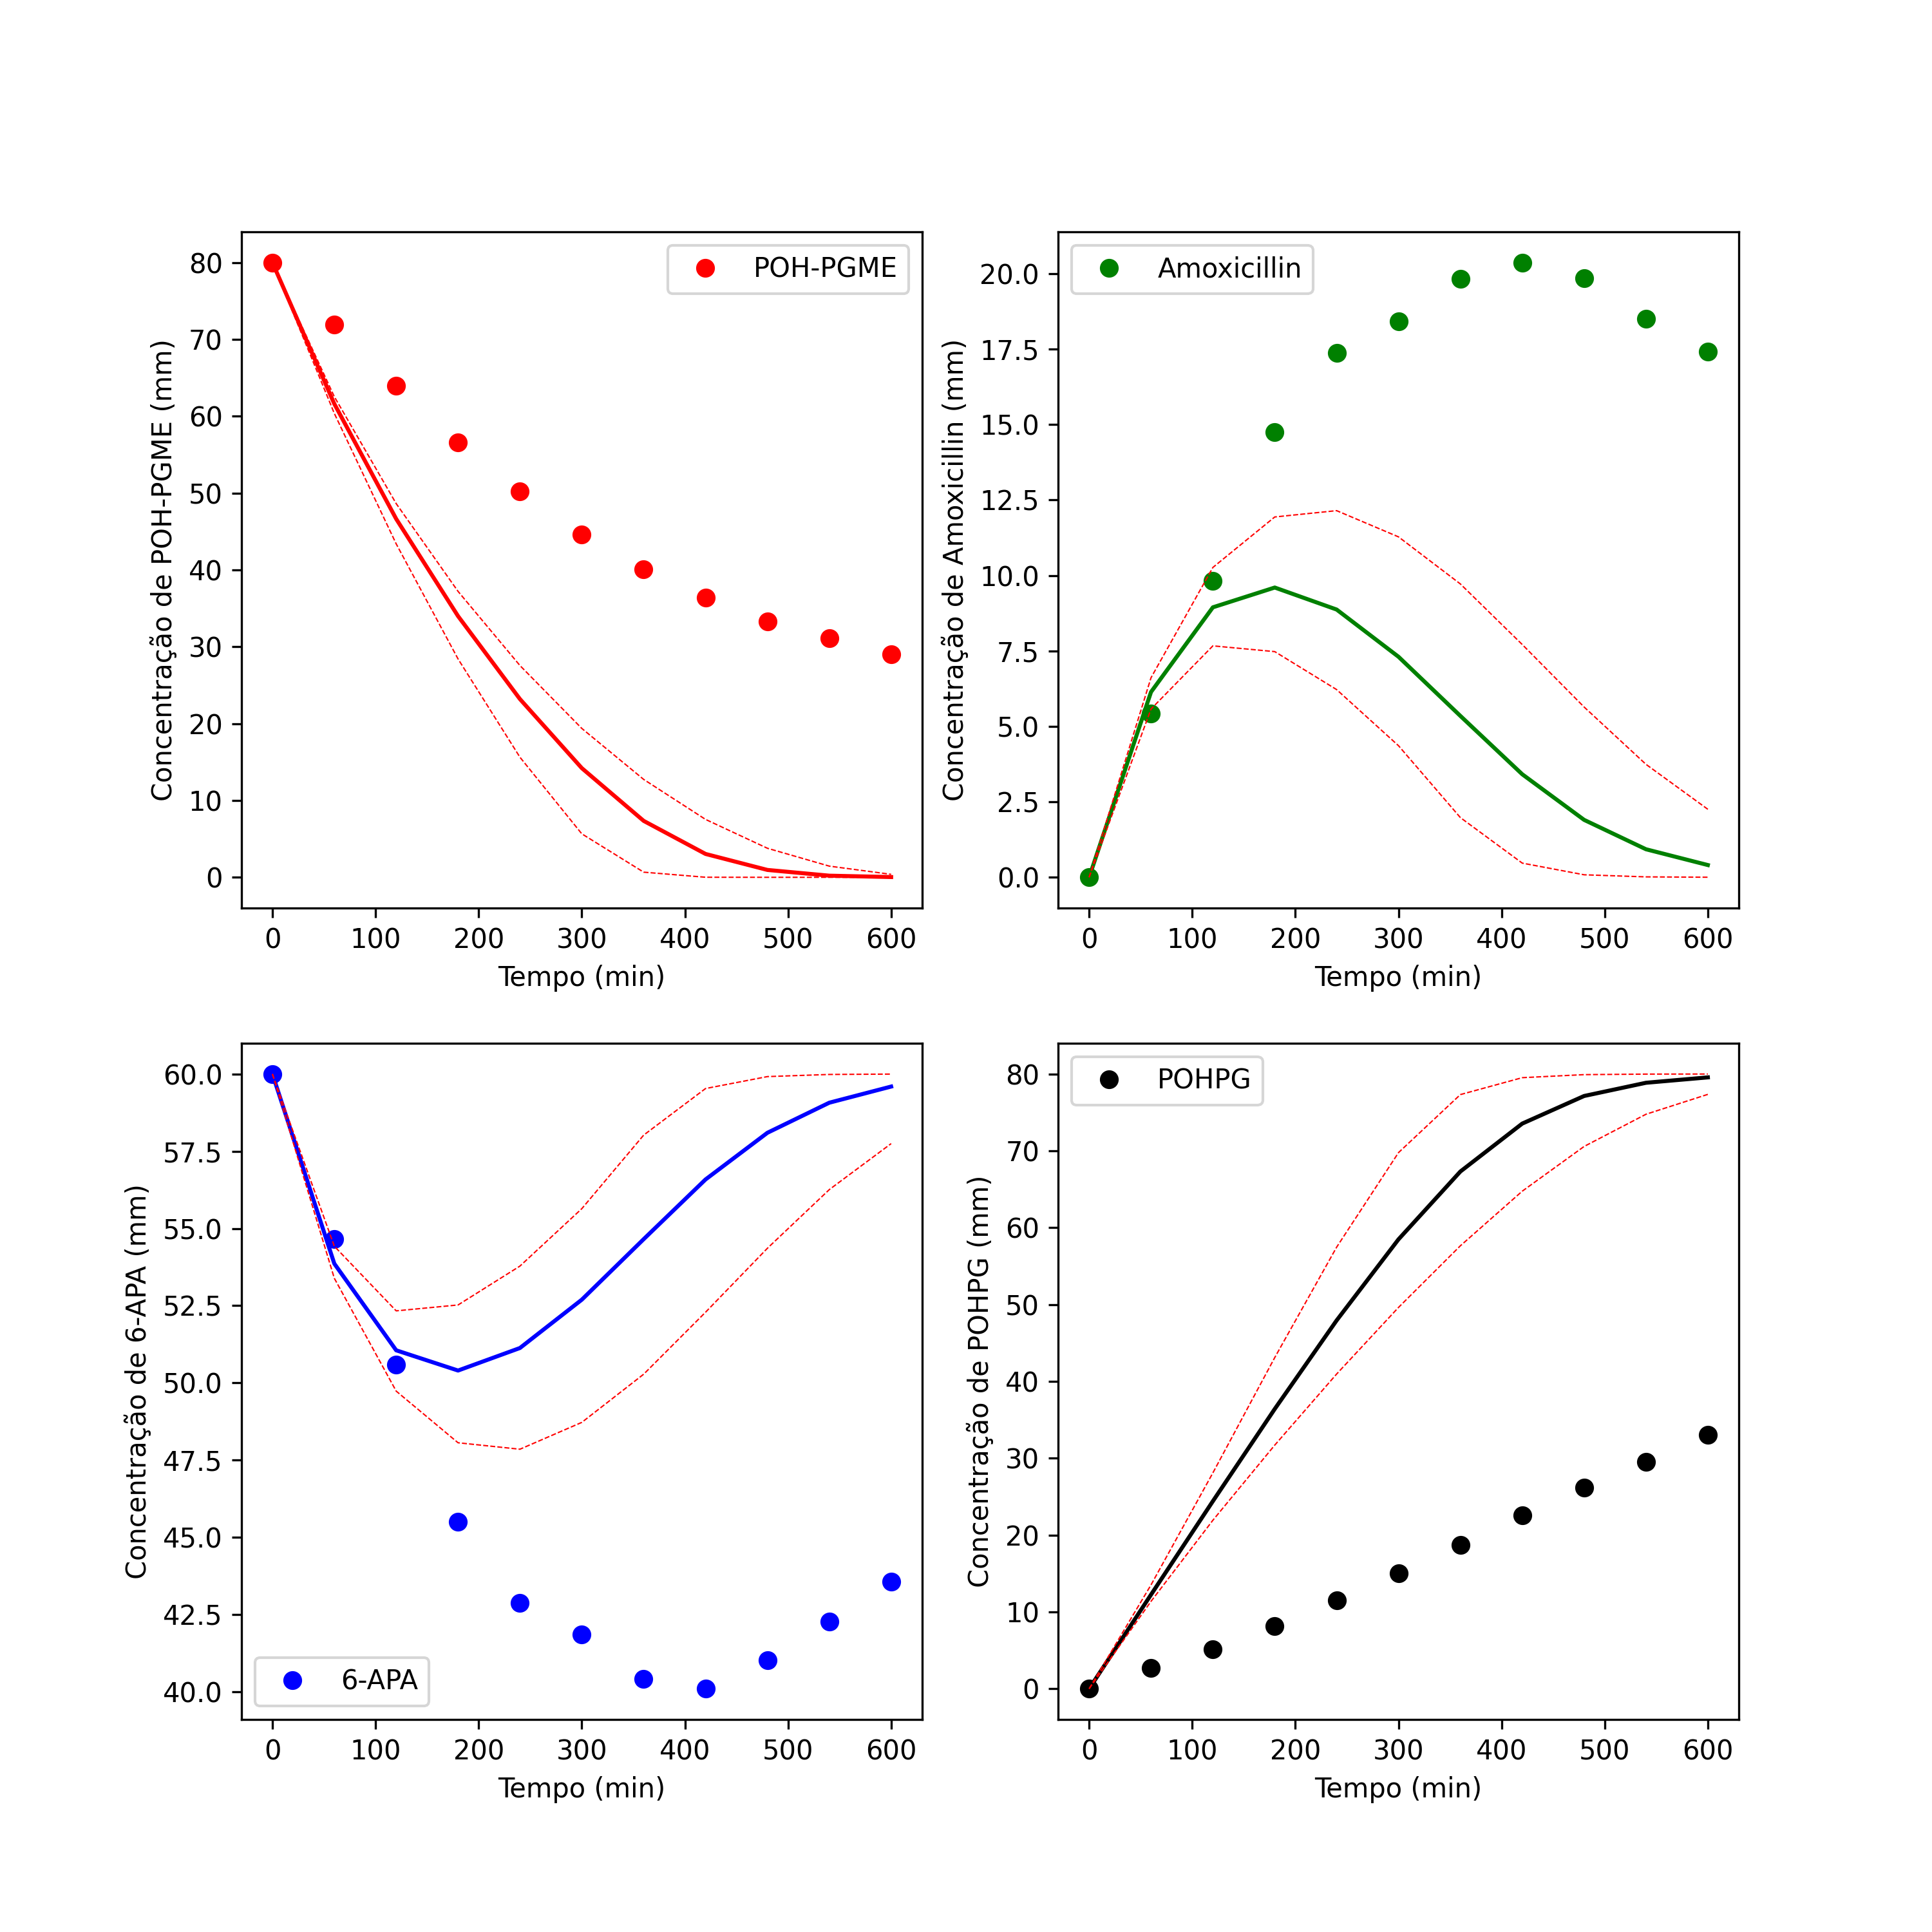 Concentração de POH-PGME (mm)
80
70
60
50
40
30
20
10
0
POH-PGME
0 100 200 300 400 500 600
Tempo (min)
Concentração de Amoxicillin (mm)
20.0
17.5
15.0
12.5
10.0
7.5
5.0
2.5
0.0
Amoxicillin
0 100 200 300 400 500 600
Tempo (min)
Concentração de 6-APA (mm)
60.0
57.5
55.0
52.5
50.0
47.5
45.0
42.5
40.0
6-APA
0 100 200 300 400 500 600
Tempo (min)
Concentração de POHPG (mm)
80
70
60
50
40
30
20
10
0
POHPG
0 100 200 300 400 500 600
Tempo (min)